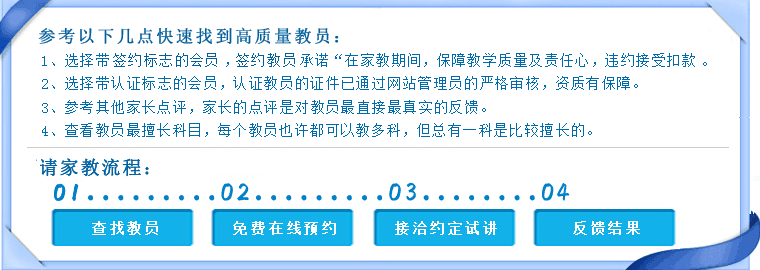 参考以下几点快速找到高质量教员：
1、选择带签约标志的会员，签约教员承诺“在家教期间，保障教学质量及责任心，违约接受扣款 。
2、选择带认证标志的会员，认证教员的证件已通过网站管理员的严格审核，资质有保障。
3、参考其他家长点评，家长的点评是对教员最直接最真实的反馈。
4、查看教员最擅长科目，每个教员也许都可以教多科，但总有一科是比较擅长的。
请家教流程：
01.........02.........03........04
查找教员 免费在线预约 接洽约定试讲 反馈结果